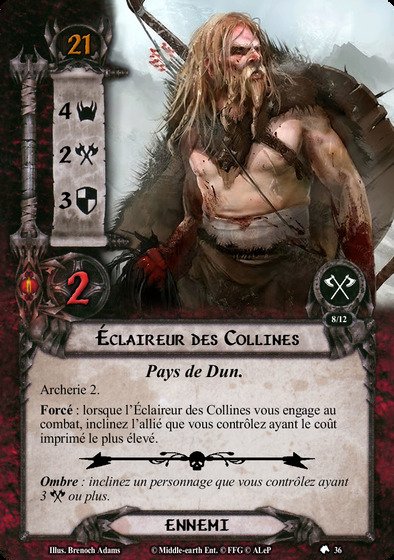 21
4
2
3
2
8/12
Éclaireur des Collines
Pays de Dun.
Archerie 2.
Forcé : lorsque l'Éclaireur des Collines vous engage au
combat, inclinez l'allié que vous contrôlez ayant le coût
imprimé le plus élevé.
Ombre : inclinez un personnage que vous contrôlez ayant
3 ou plus.
ENNEMI
Illus. Brenoch Adams © Middle-earth Ent. © FFG © ALeP 36